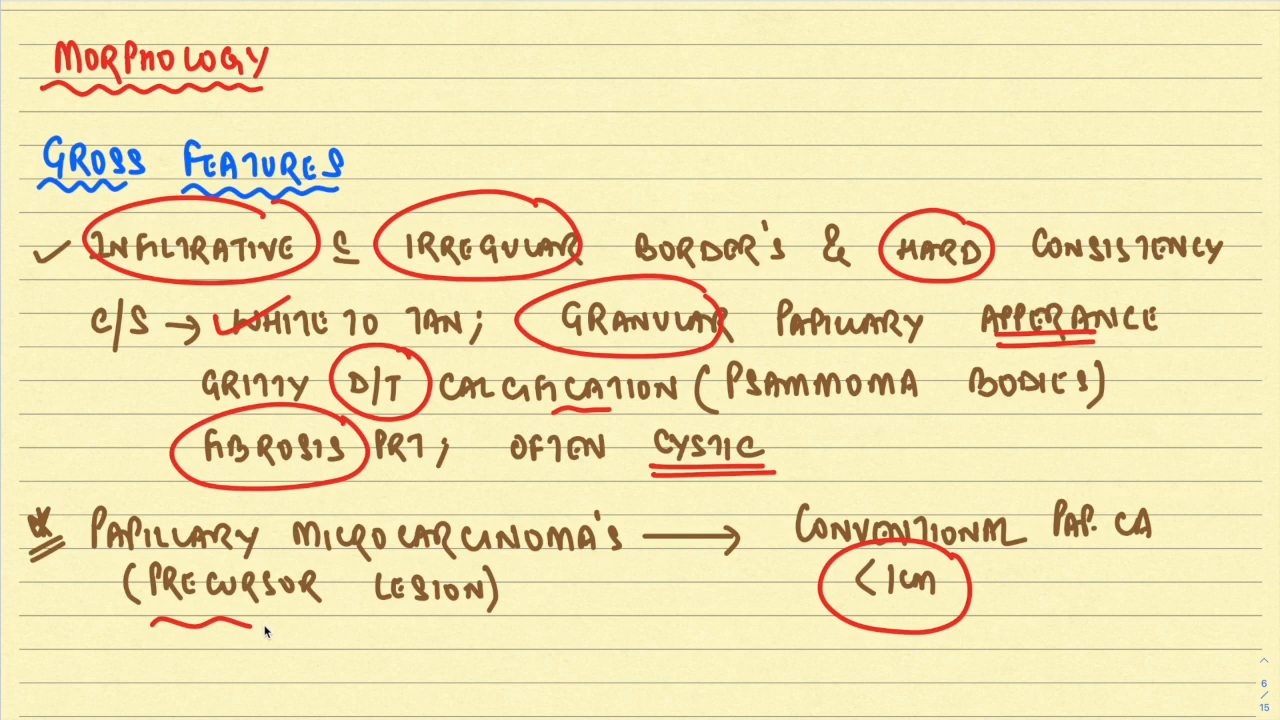 MORPHOLOGY
GROSS FEATURES
✓ INFILTRATIVE c̄ IRREGULAR BORDER'S & HARD CONSISTENCY
C/S → WHITE TO TAN; GRANULAR PAPILLARY APPERANCE
GRITTY D/T CALCIFICATION (PSAMMOMA BODIES)
FIBROSIS PRT; OFTEN CYSTIC
* PAPILLARY MICROCARCINOMA'S → CONVENTIONAL PAP. CA
(PRECURSOR LESION) <1cm
6
/
15